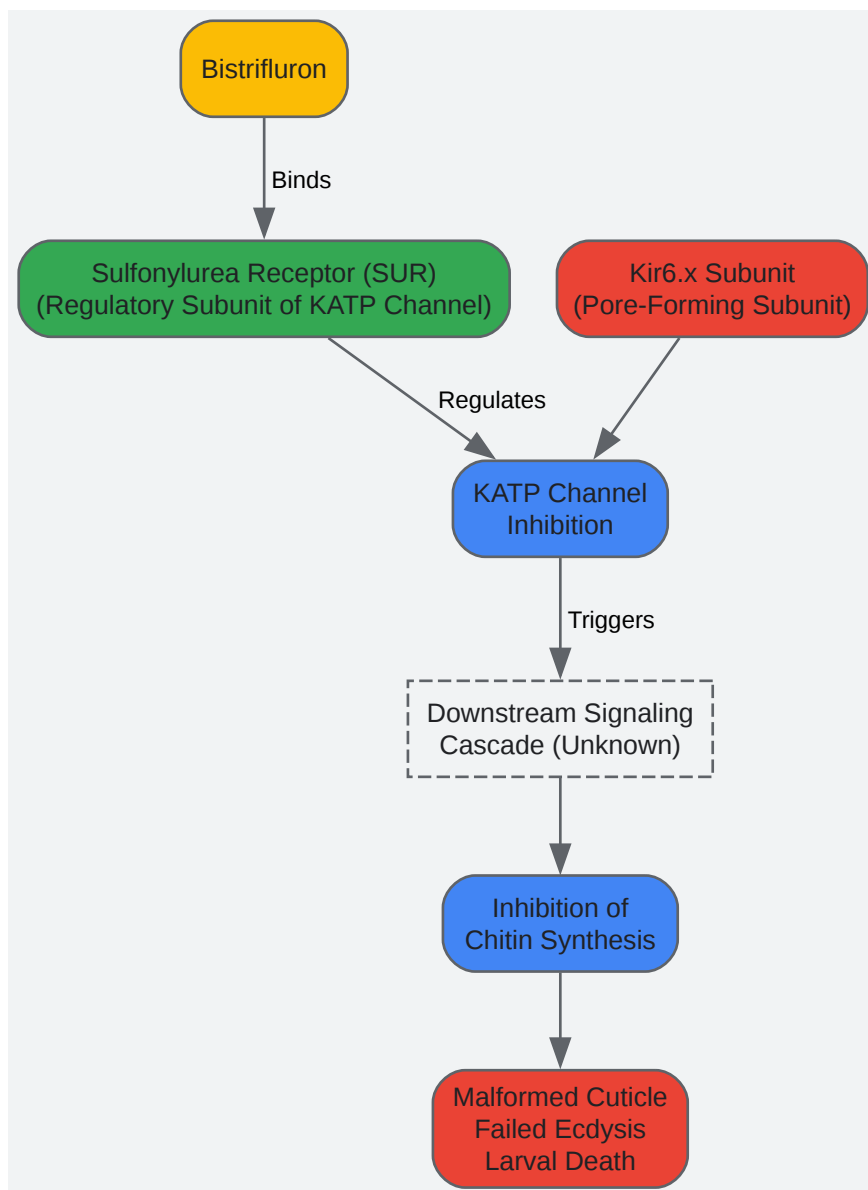 Bistrifluron
Binds
Sulfonylurea Receptor (SUR)
(Regulatory Subunit of KATP Channel)
Kir6.x Subunit
(Pore-Forming Subunit)
Regulates
KATP Channel
Inhibition
Triggers
Downstream Signaling
Cascade (Unknown)
Inhibition of
Chitin Synthesis
Malformed Cuticle
Failed Ecdysis
Larval Death